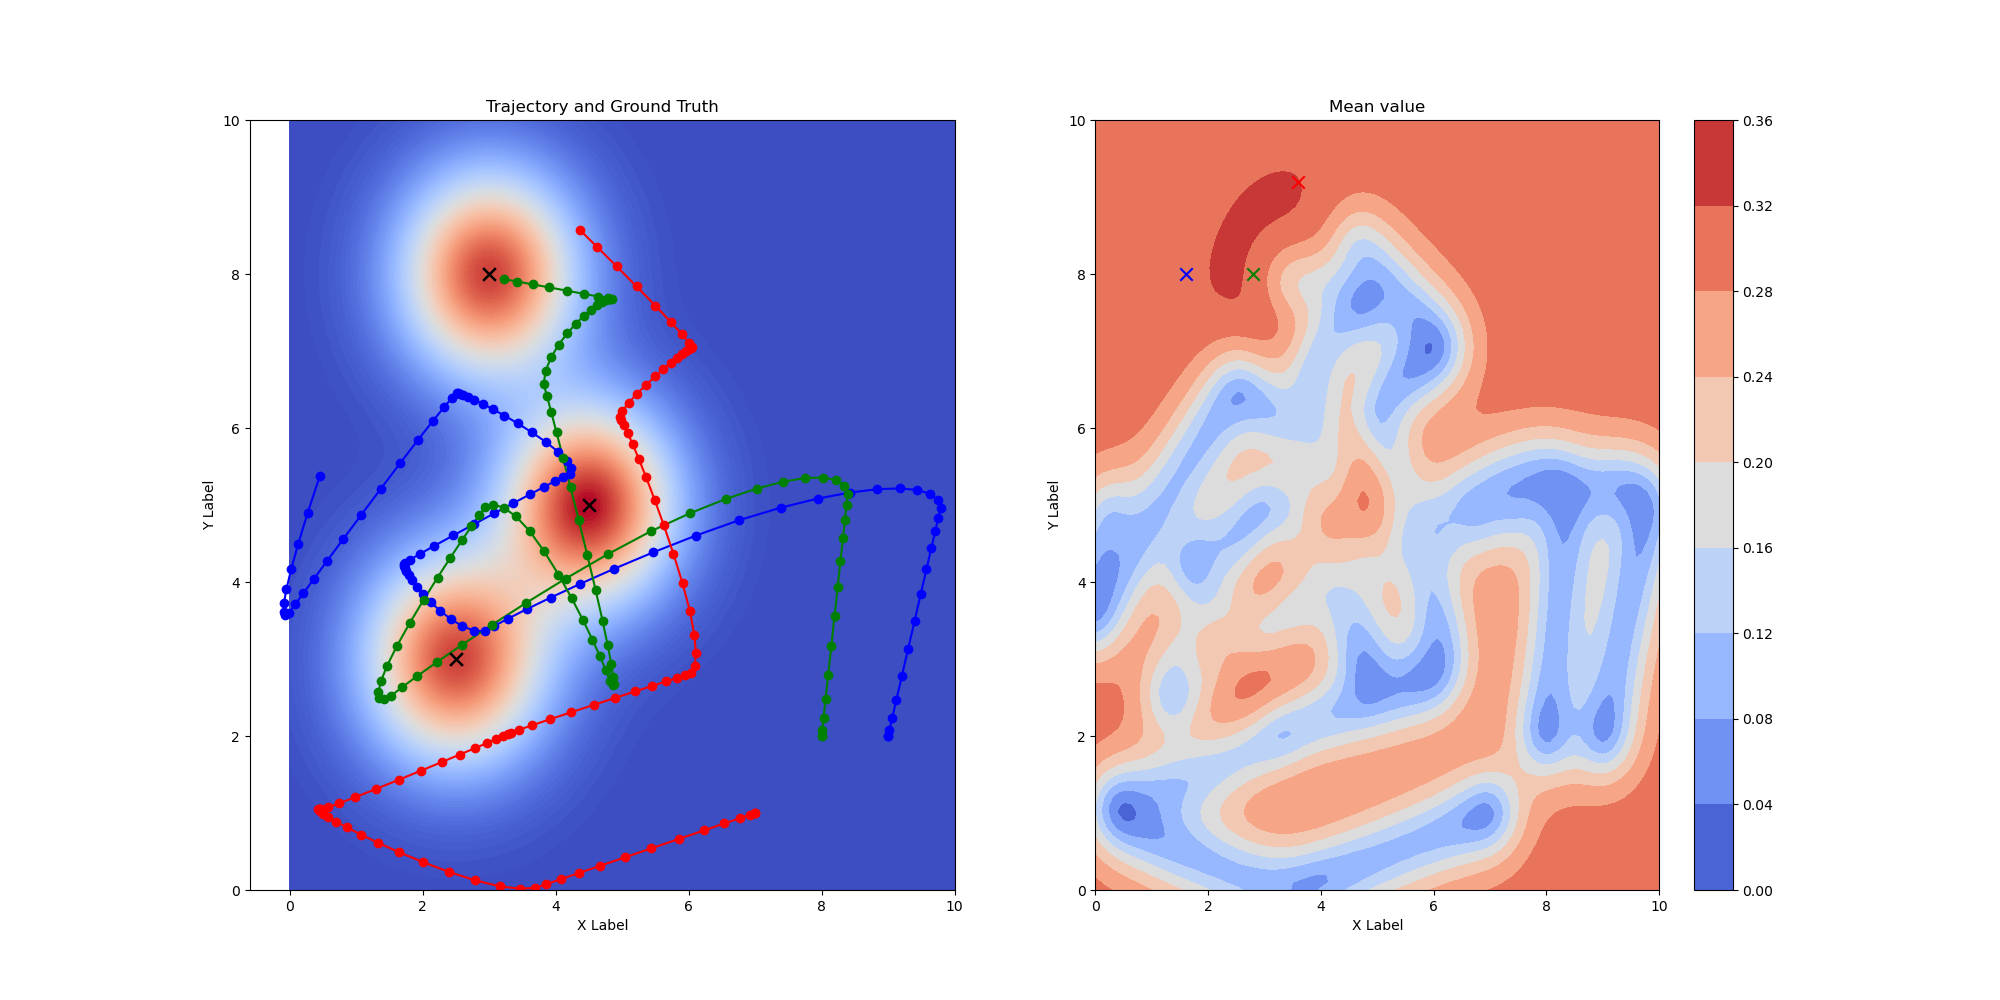 Trajectory and Ground Truth
Y Label
10
8
6
4
2
0
0 2 4 6 8 10
X Label
Mean value
Y Label
10
8
6
4
2
0
0 2 4 6 8 10
X Label
0.36
0.32
0.28
0.24
0.20
0.16
0.12
0.08
0.04
0.00